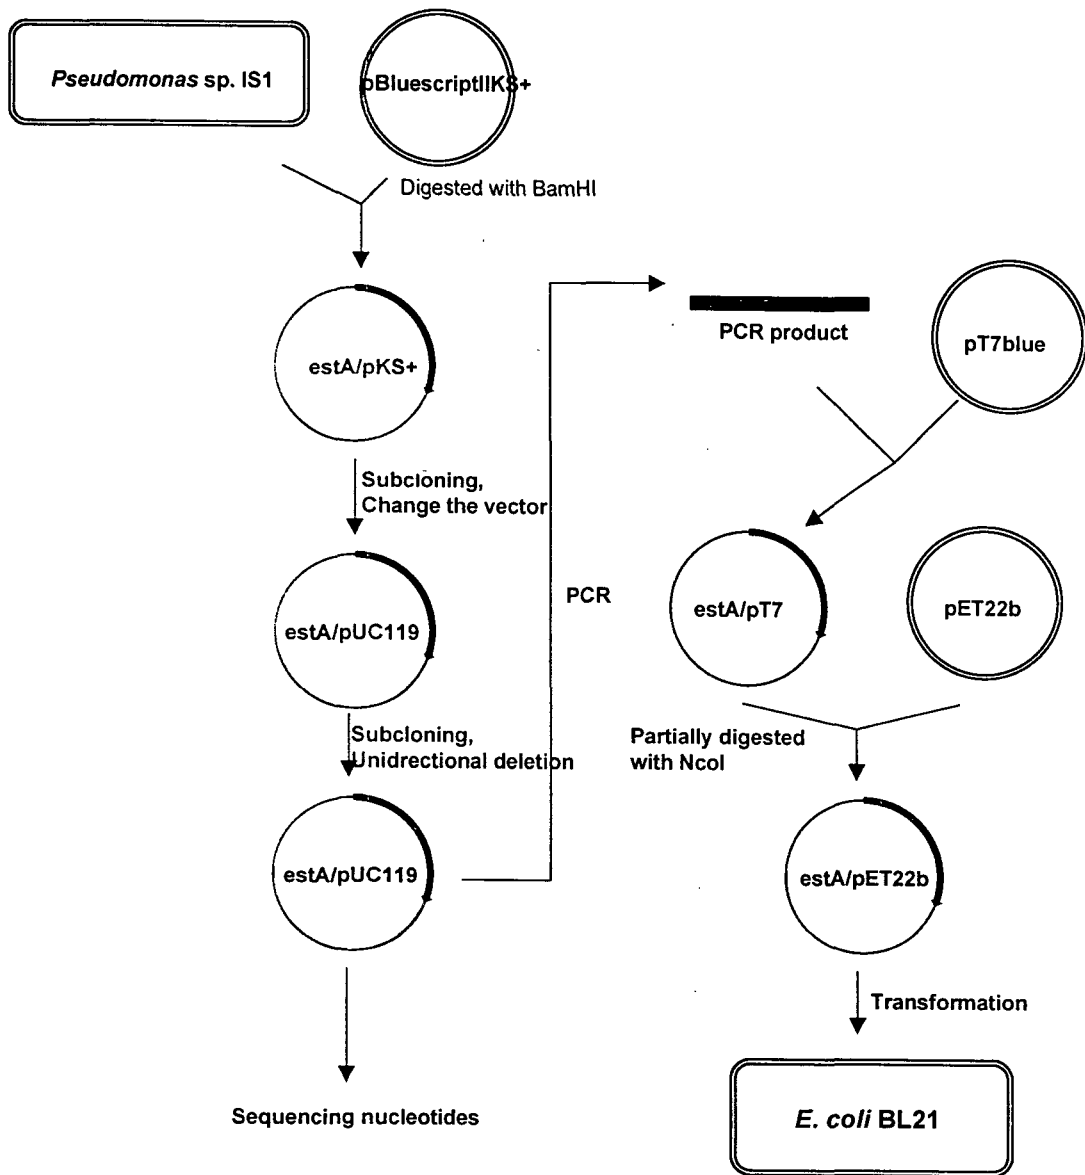 Pseudomonas sp. IS1
pBluescriptIIKS+
Digested with BamHI
estA/pKS+
Subcloning,
Change the vector
estA/pUC119
Subcloning,
Unidrectional deletion
estA/pUC119
Sequencing nucleotides
PCR
PCR product
pT7blue
estA/pT7
pET22b
Partially digested
with NcoI
estA/pET22b
Transformation
E. coli BL21